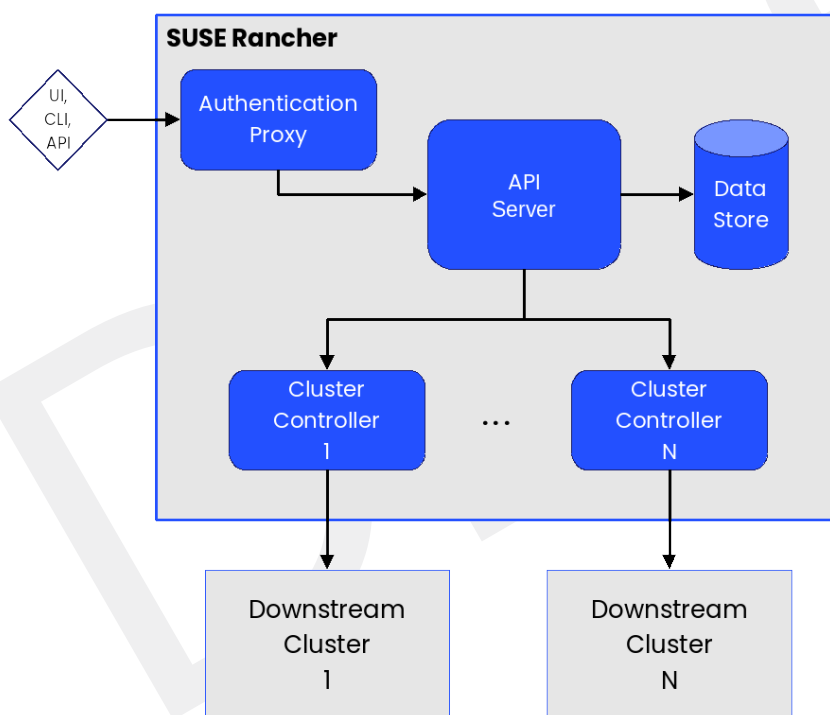 SUSE Rancher
UI,
CLI,
API
Authentication
Proxy
API
Server
Data
Store
Cluster
Controller
1
...
Cluster
Controller
N
Downstream
Cluster
1
Downstream
Cluster
N